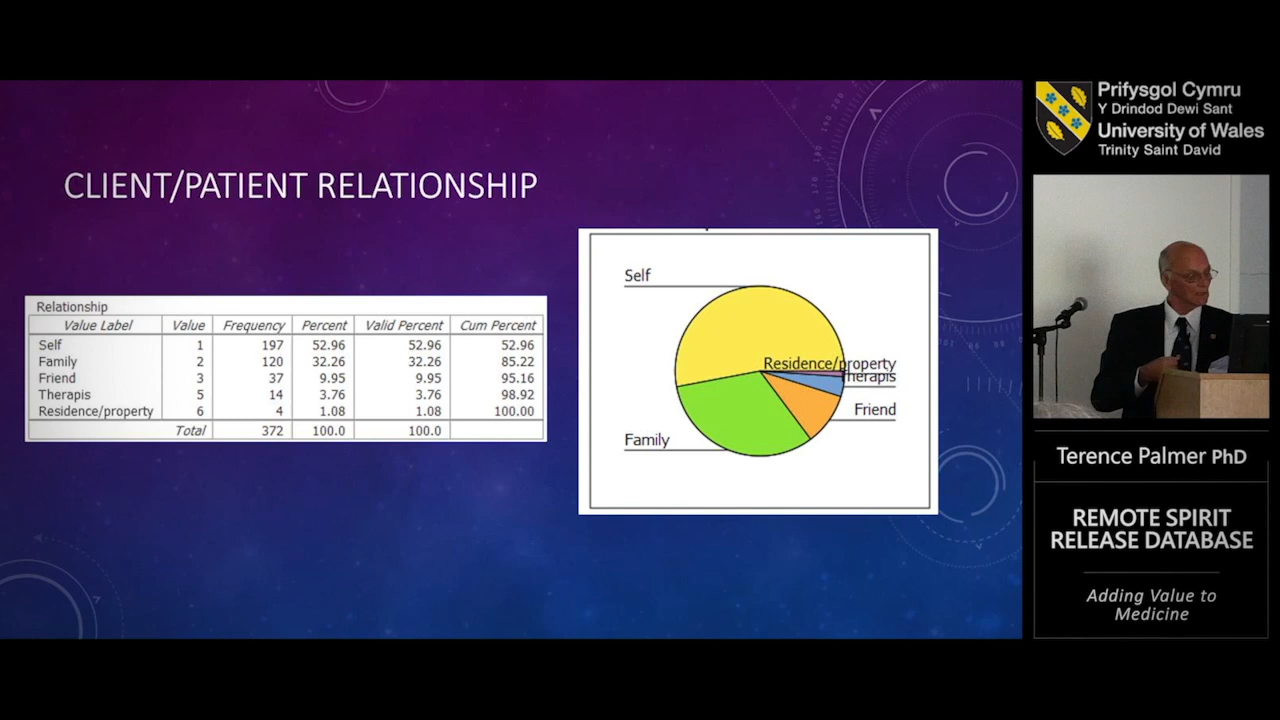 CLIENT/PATIENT RELATIONSHIP
Relationship
Value Label Value Frequency Percent Valid Percent Cum Percent
Self 1 197 52.96 52.96 52.96
Family 2 120 32.26 32.26 85.22
Friend 3 37 9.95 9.95 95.16
Therapis 5 14 3.76 3.76 98.92
Residence/property 6 4 1.08 1.08 100.00
Total 372 100.0 100.0
Self
Residence/property
Therapis
Friend
Family
Prifysgol Cymru
Y Drindod Dewi Sant
University of Wales
Trinity Saint David
Terence Palmer PhD
REMOTE SPIRIT
RELEASE DATABASE
Adding Value to
Medicine